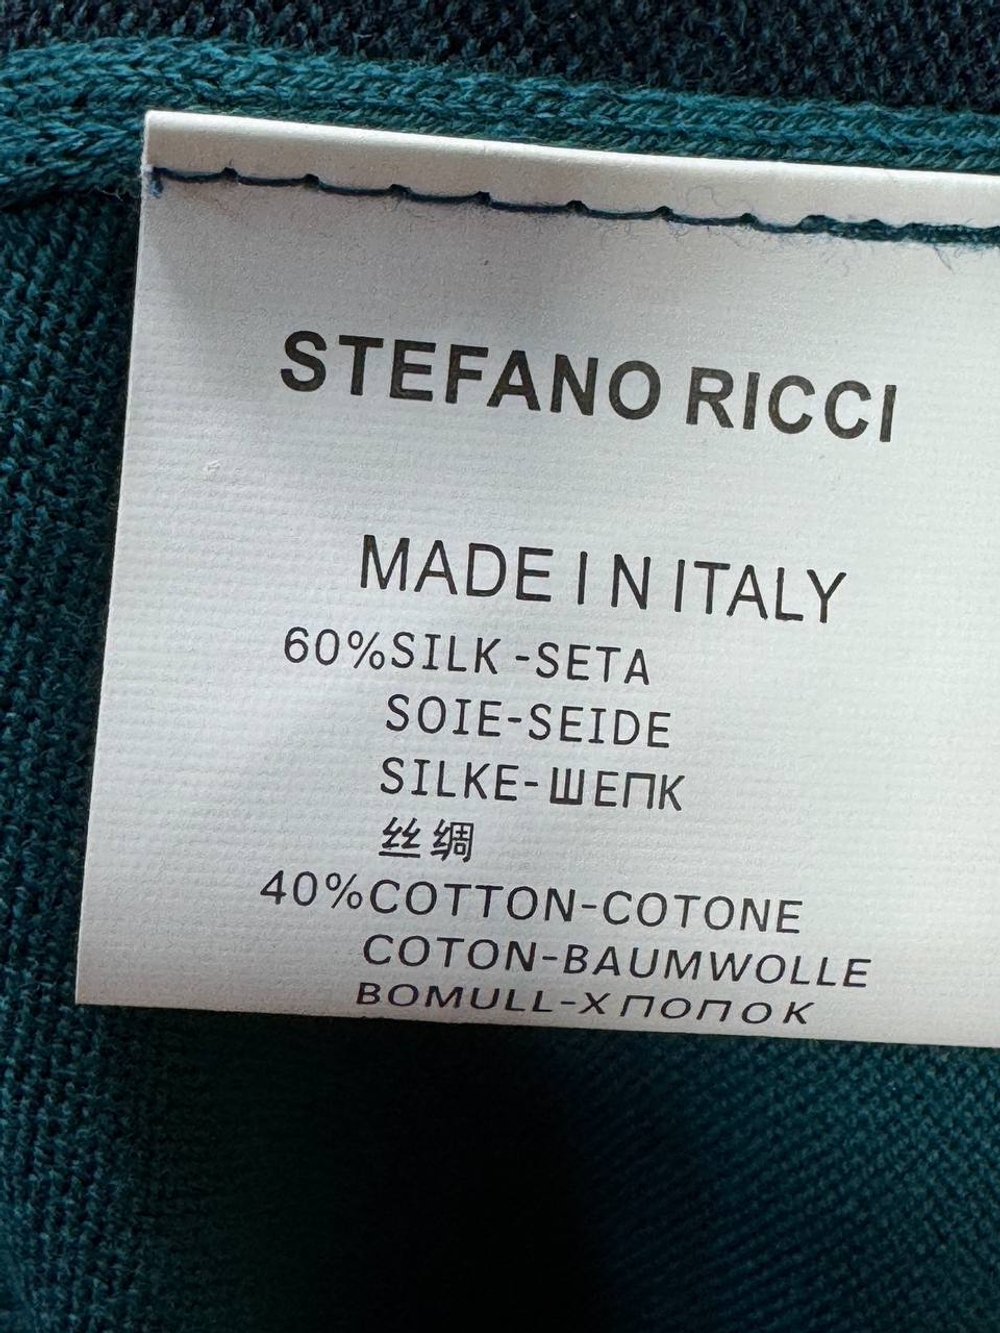 STEFANO RICCI
MADE IN ITALY
60%SILK-SETA
SOIE-SEIDE
SILKE-ШЕПК
丝绸
40%COTTON-COTONE
COTON-BAUMWOLLE
BOMULL-ХПОПОК